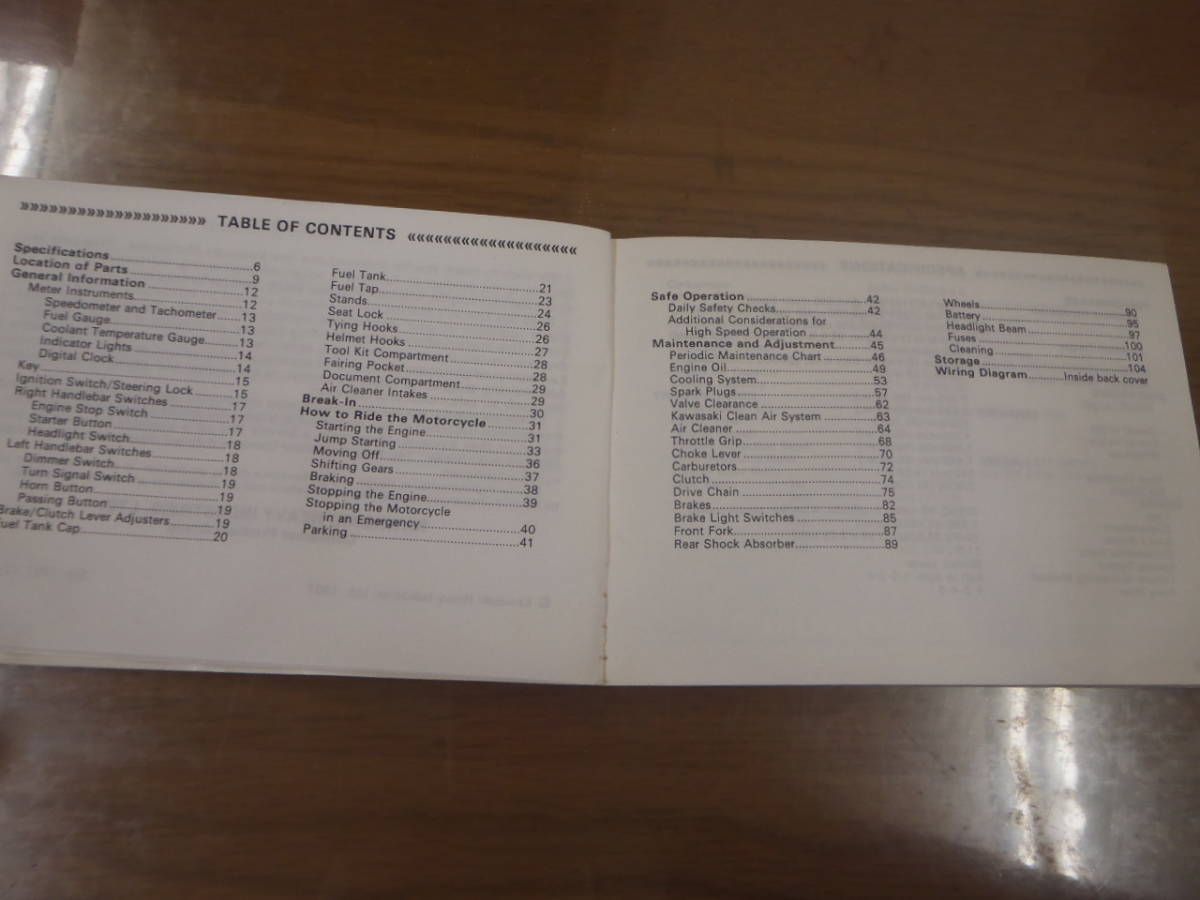 »»»»»»»»»»»»»»»»»»»» TABLE OF CONTENTS «««««««««««««««««««
Specifications 6
Location of Parts 9
General Information 12
Meter Instruments 12
Speedometer and Tachometer 13
Fuel Gauge 13
Coolant Temperature Gauge 13
Indicator Lights 14
Digital Clock 14
Key 15
Ignition Switch/Steering Lock 15
Right Handlebar Switches 17
Engine Stop Switch 17
Starter Button 17
Headlight Switch 18
Left Handlebar Switches 18
Dimmer Switch 18
Turn Signal Switch 19
Horn Button 19
Passing Button 19
Brake/Clutch Lever Adjusters 19
Fuel Tank Cap 20
Fuel Tank 21
Fuel Tap 23
Stands 24
Seat Lock 26
Tying Hooks 26
Helmet Hooks 27
Tool Kit Compartment 28
Fairing Pocket 28
Document Compartment 29
Air Cleaner Intakes 29
Break-In 30
How to Ride the Motorcycle 31
Starting the Engine 31
Jump Starting 33
Moving Off 36
Shifting Gears 37
Braking 38
Stopping the Engine 39
Stopping the Motorcycle
in an Emergency 40
Parking 41
Safe Operation 42
Daily Safety Checks 42
Additional Considerations for
High Speed Operation 44
Maintenance and Adjustment 45
Periodic Maintenance Chart 46
Engine Oil 49
Cooling System 53
Spark Plugs 57
Valve Clearance 62
Kawasaki Clean Air System 63
Air Cleaner 64
Throttle Grip 68
Choke Lever 70
Carburetors 72
Clutch 74
Drive Chain 75
Brakes 82
Brake Light Switches 85
Front Fork 87
Rear Shock Absorber 89
Wheels 90
Battery 95
Headlight Beam 97
Fuses 100
Cleaning 101
Storage 104
Wiring Diagram Inside back cover